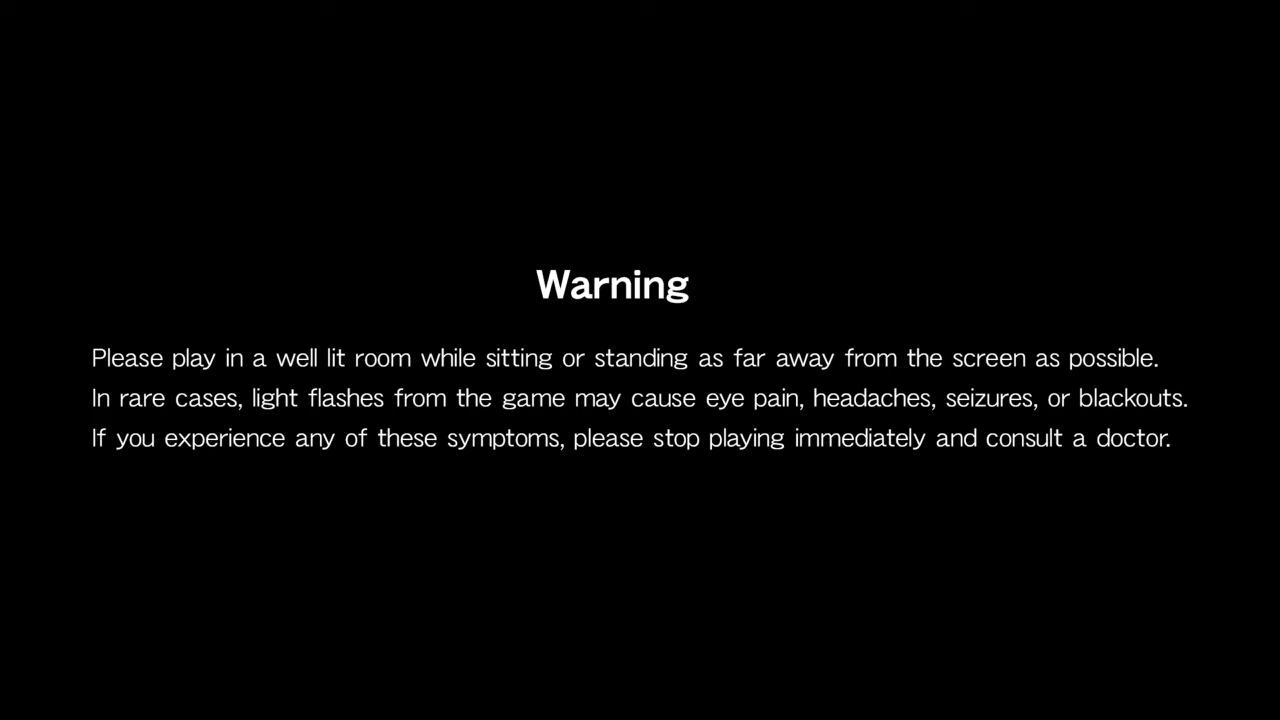 Warning
Please play in a well lit room while sitting or standing as far away from the screen as possible.
In rare cases, light flashes from the game may cause eye pain, headaches, seizures, or blackouts.
If you experience any of these symptoms, please stop playing immediately and consult a doctor.